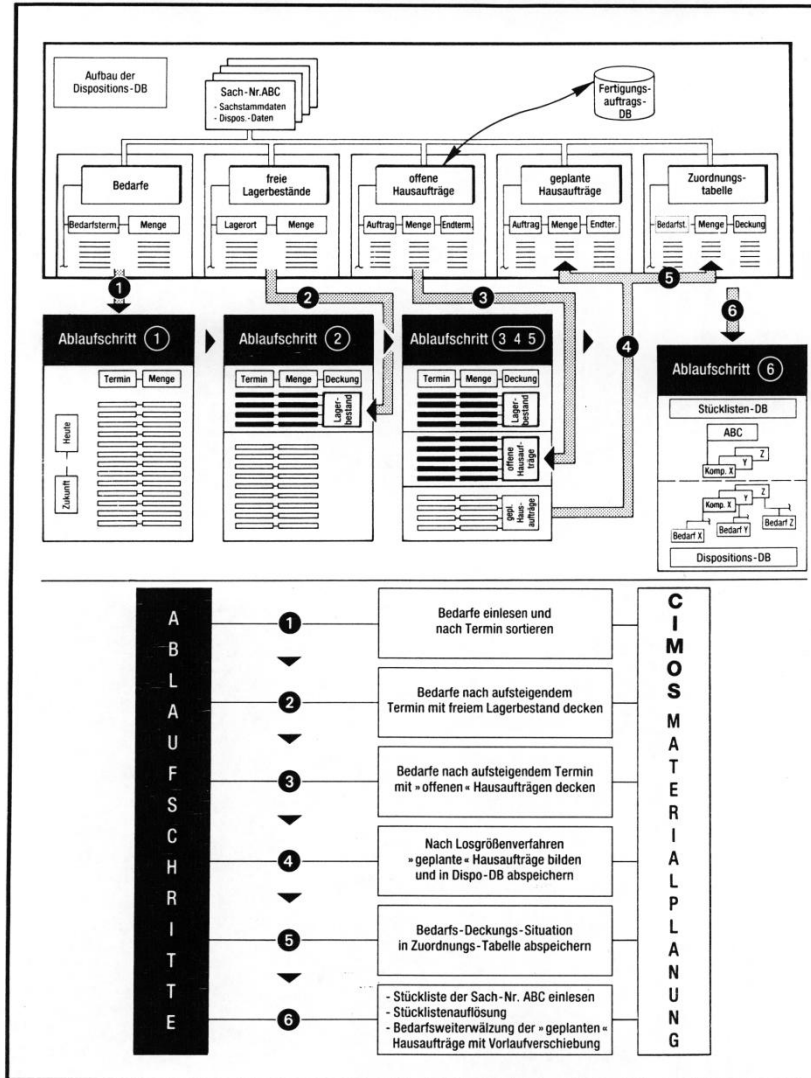 Aufbau der
Dispositions-DB
Sach-Nr.ABC
- Sachstammdaten
- Dispos.-Daten
Fertigungs-
auftrags-
DB
Bedarfe
freie
Lagerbestände
offene
Hausaufträge
geplante
Hausaufträge
Zuordnungs-
tabelle
Bedarfsterm. Menge
Lagerort Menge
Auftrag Menge Endterm.
Auftrag Menge Endter.
Bedarfst. Menge Deckung
1
2
3
4
5
6
Ablaufschritt 1
Termin Menge
Heute
Zukunft
Ablaufschritt 2
Termin Menge Deckung
Lager-
bestand
Ablaufschritt 3 4 5
Termin Menge Deckung
Lager-
bestand
offene
Hausauf-
träge
gepl.
Haus-
aufträge
Ablaufschritt 6
Stücklisten-DB
ABC
Z
Y
Komp. X
Z
Y
Komp. X
Bedarf X
Bedarf Y
Bedarf Z
Dispositions-DB
ABLAUFSCHRITTE
1
Bedarfe einlesen und
nach Termin sortieren
2
Bedarfe nach aufsteigendem
Termin mit freiem Lagerbestand decken
3
Bedarfe nach aufsteigendem Termin
mit »offenen« Hausaufträgen decken
4
Nach Losgrößenverfahren
»geplante« Hausaufträge bilden
und in Dispo-DB abspeichern
5
Bedarfs-Deckungs-Situation
in Zuordnungs-Tabelle abspeichern
6
- Stückliste der Sach-Nr. ABC einlesen
- Stücklistenauflösung
- Bedarfsweiterwälzung der »geplanten«
Hausaufträge mit Vorlaufverschiebung
CIMOS MATERIALPLANUNG